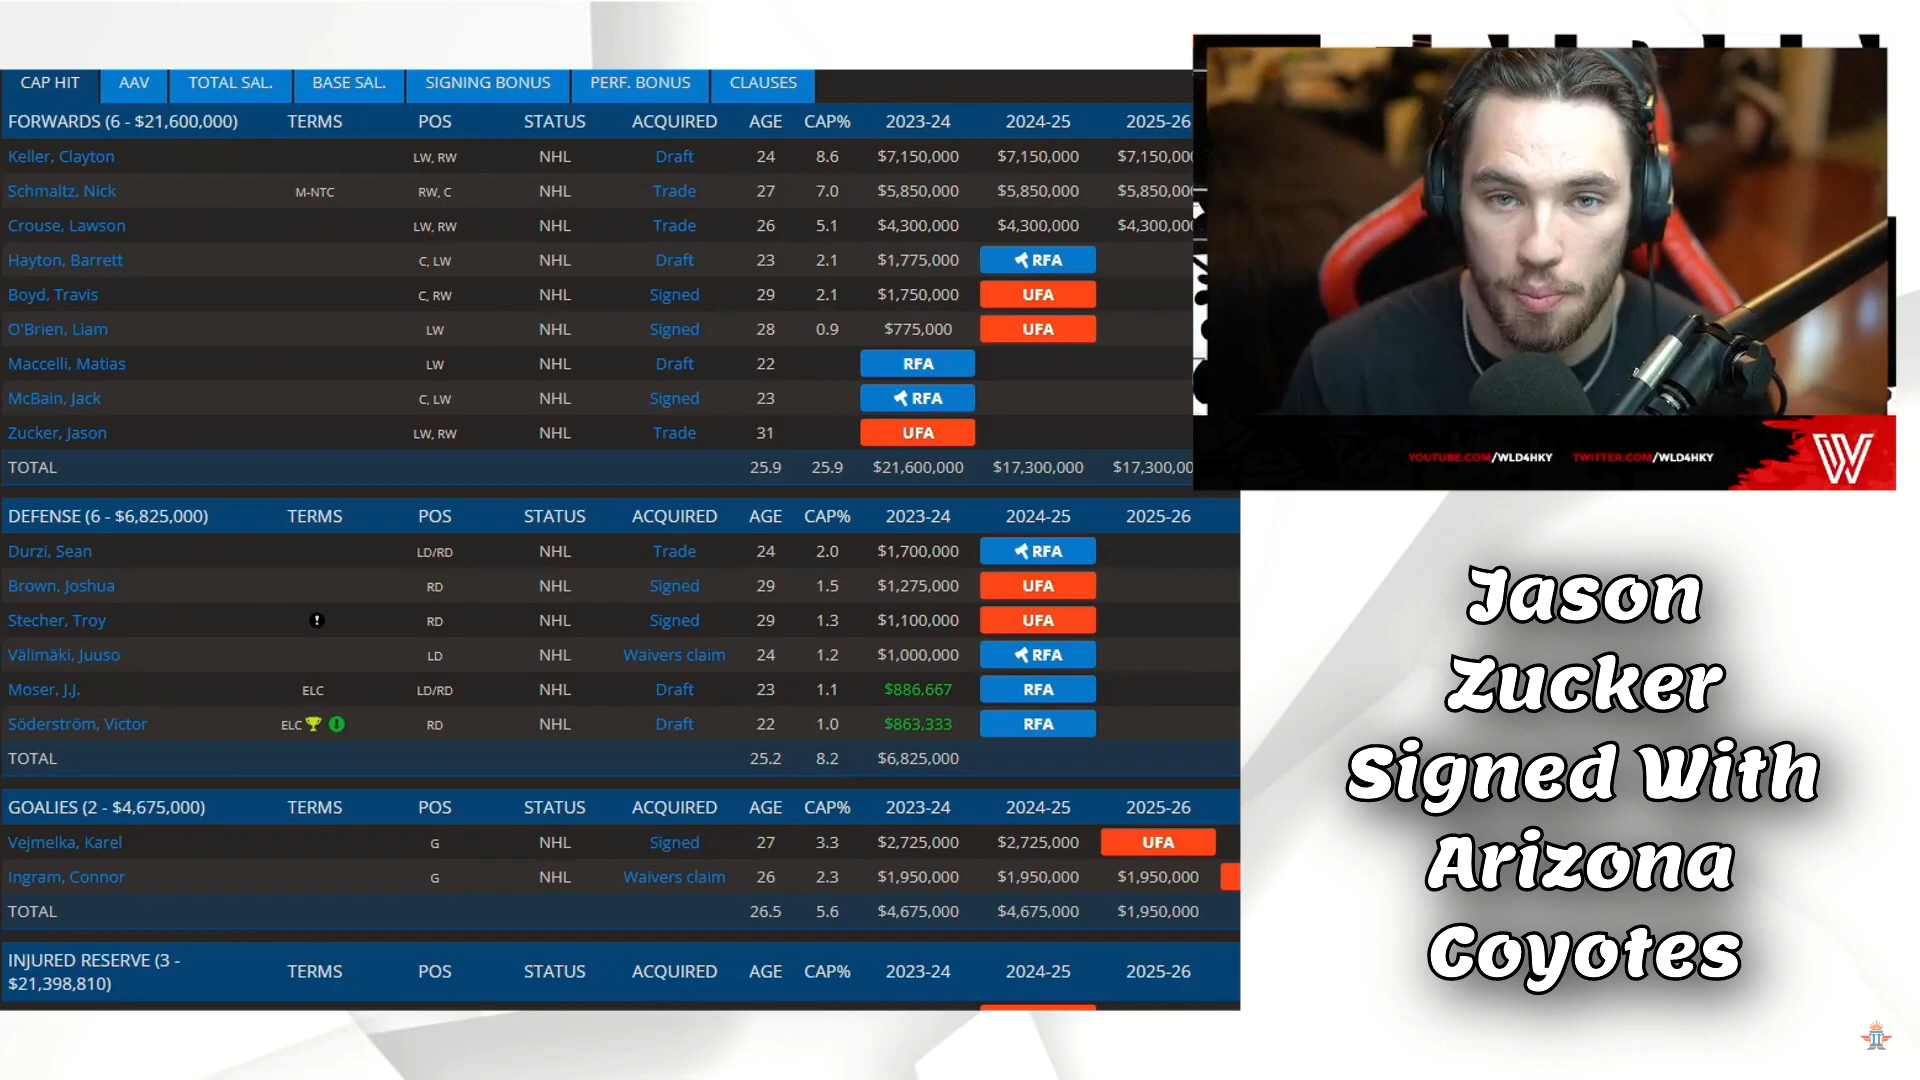 CAP HIT AAV TOTAL SAL. BASE SAL. SIGNING BONUS PERF. BONUS CLAUSES
FORWARDS (6 - $21,600,000) TERMS POS STATUS ACQUIRED AGE CAP% 2023-24 2024-25 2025-26
Keller, Clayton LW, RW NHL Draft 24 8.6 $7,150,000 $7,150,000 $7,150,000
Schmaltz, Nick M-NTC RW, C NHL Trade 27 7.0 $5,850,000 $5,850,000 $5,850,000
Crouse, Lawson LW, RW NHL Trade 26 5.1 $4,300,000 $4,300,000 $4,300,000
Hayton, Barrett C, LW NHL Draft 23 2.1 $1,775,000 RFA
Boyd, Travis C, RW NHL Signed 29 2.1 $1,750,000 UFA
O'Brien, Liam LW NHL Signed 28 0.9 $775,000 UFA
Maccelli, Matias LW NHL Draft 22 RFA
McBain, Jack C, LW NHL Signed 23 RFA
Zucker, Jason LW, RW NHL Trade 31 UFA
TOTAL 25.9 25.9 $21,600,000 $17,300,000 $17,300,00
DEFENSE (6 - $6,825,000) TERMS POS STATUS ACQUIRED AGE CAP% 2023-24 2024-25 2025-26
Durzi, Sean LD/RD NHL Trade 24 2.0 $1,700,000 RFA
Brown, Joshua RD NHL Signed 29 1.5 $1,275,000 UFA
Stecher, Troy ! RD NHL Signed 29 1.3 $1,100,000 UFA
Välimäki, Juuso LD NHL Waivers claim 24 1.2 $1,000,000 RFA
Moser, J.J. ELC LD/RD NHL Draft 23 1.1 $886,667 RFA
Söderström, Victor ELC RD NHL Draft 22 1.0 $863,333 RFA
TOTAL 25.2 8.2 $6,825,000
GOALIES (2 - $4,675,000) TERMS POS STATUS ACQUIRED AGE CAP% 2023-24 2024-25 2025-26
Vejmelka, Karel G NHL Signed 27 3.3 $2,725,000 $2,725,000 UFA
Ingram, Connor G NHL Waivers claim 26 2.3 $1,950,000 $1,950,000 $1,950,000
TOTAL 26.5 5.6 $4,675,000 $4,675,000 $1,950,000
INJURED RESERVE (3 -
$21,398,810) TERMS POS STATUS ACQUIRED AGE CAP% 2023-24 2024-25 2025-26
YOUTUBE.COM/WLD4HKY TWITTER.COM/WLD4HKY W
Jason
Zucker
Signed With
Arizona
Coyotes